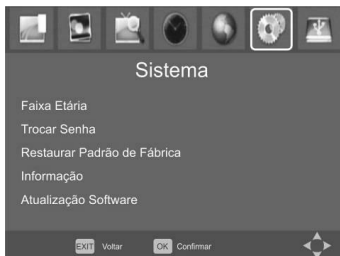 Sistema
Faixa Etária
Trocar Senha
Restaurar Padrão de Fábrica
Informação
Atualização Software
EXIT Voltar OK Confirmar